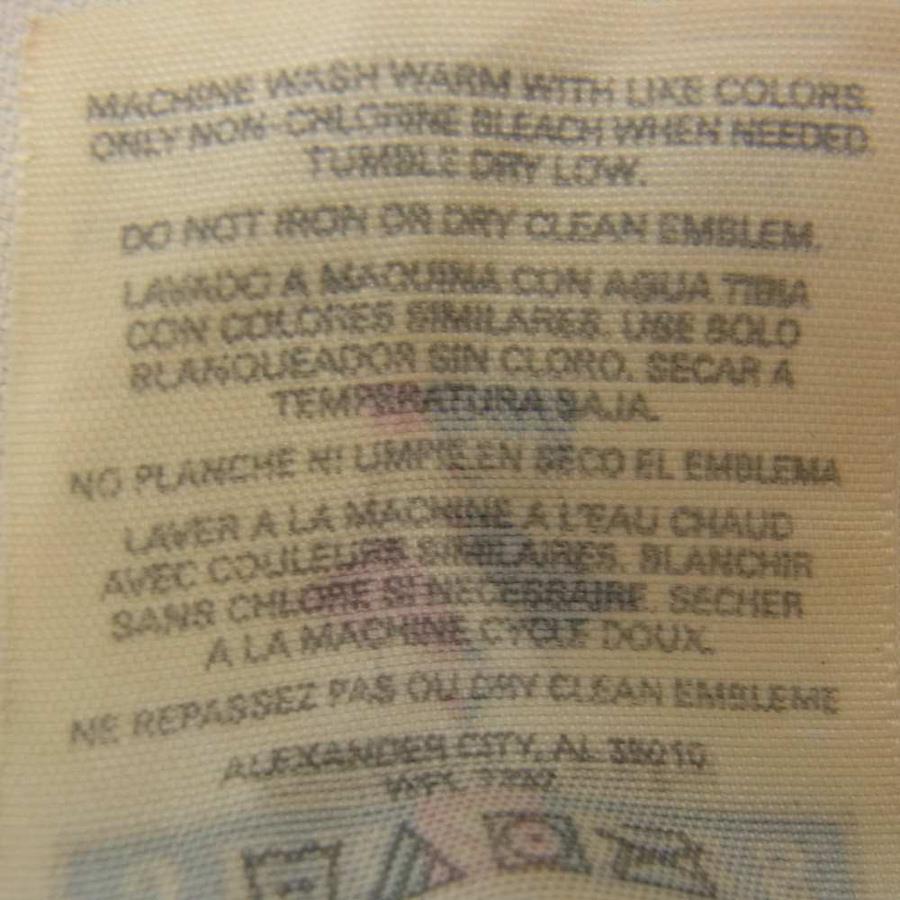 MACHINE WASH WARM WITH LIKE COLORS.
ONLY NON-CHLORINE BLEACH WHEN NEEDED.
TUMBLE DRY LOW.
DO NOT IRON OR DRY CLEAN EMBLEM.
LAVADO A MAQUINA CON AGUA TIBIA
CON COLORES SIMILARES. USE SOLO
BLANQUEADOR SIN CLORO. SECAR A
TEMPERATURA BAJA.
NO PLANCHE NI LIMPIE EN SECO EL EMBLEMA
LAVER A LA MACHINE A L'EAU CHAUD
AVEC COULEURS SIMILAIRES. BLANCHIR
SANS CHLORE SI NECESSAIRE. SECHER
A LA MACHINE CYCLE DOUX.
NE REPASSEZ PAS OU DRY CLEAN EMBLEME
ALEXANDER CITY, AL 35010
WPL